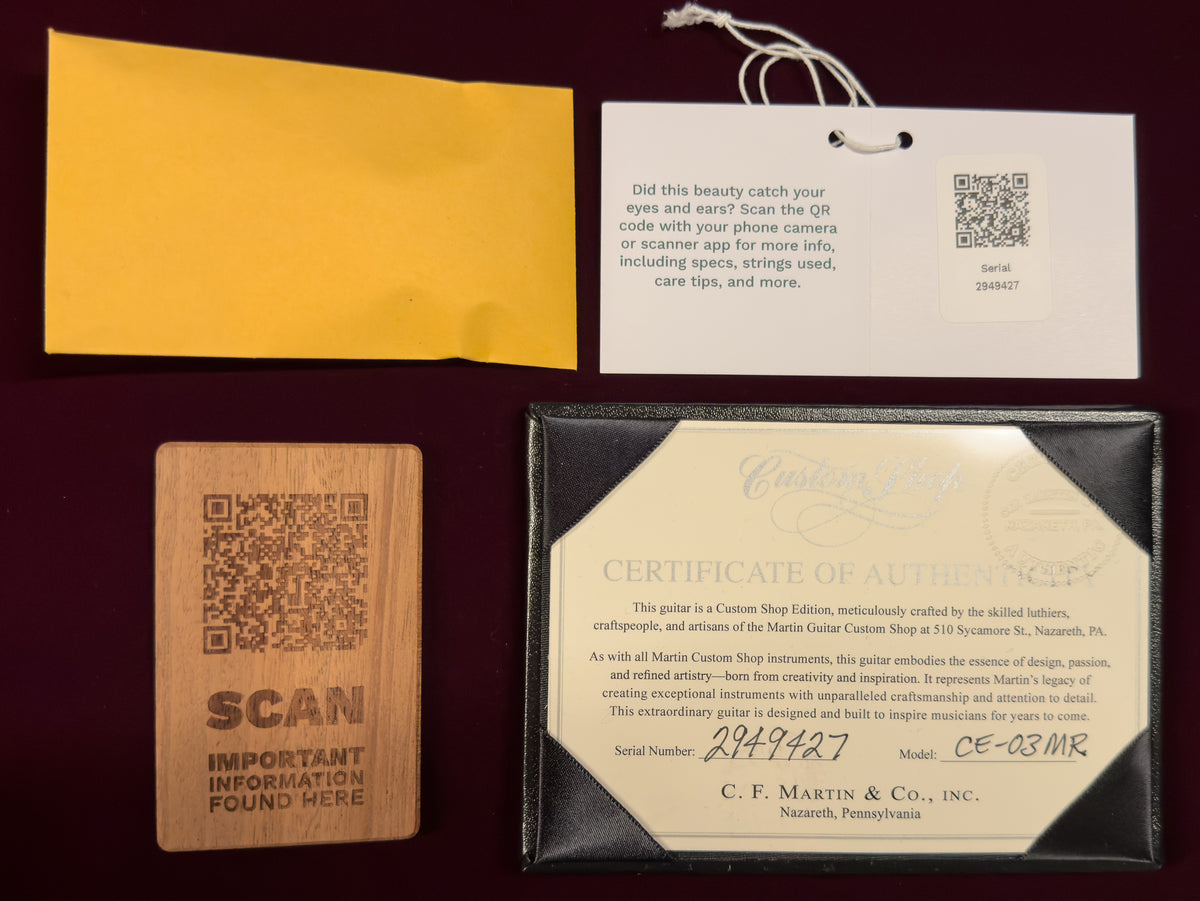 Did this beauty catch your
eyes and ears? Scan the QR
code with your phone camera
or scanner app for more info,
including specs, strings used,
care tips, and more.
Serial
2949427
SCAN
IMPORTANT
INFORMATION
FOUND HERE
Custom Shop
CERTIFICATE OF AUTHENTICITY
This guitar is a Custom Shop Edition, meticulously crafted by the skilled luthiers,
craftspeople, and artisans of the Martin Guitar Custom Shop at 510 Sycamore St., Nazareth, PA.
As with all Martin Custom Shop instruments, this guitar embodies the essence of design, passion,
and refined artistry—born from creativity and inspiration. It represents Martin's legacy of
creating exceptional instruments with unparalleled craftsmanship and attention to detail.
This extraordinary guitar is designed and built to inspire musicians for years to come.
Serial Number: 2949427 Model: CE-03MR
C. F. MARTIN & CO., INC.
Nazareth, Pennsylvania
NAZARETH, PA